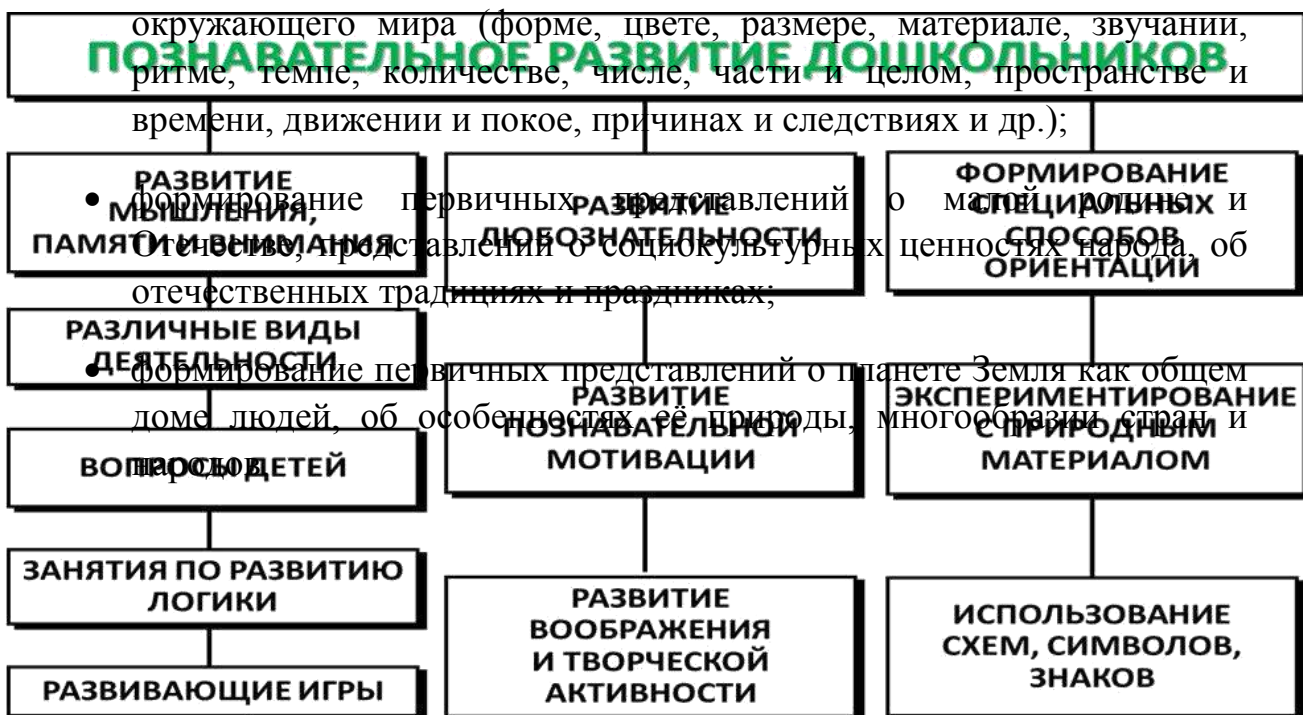 окружающего мира (форме, цвете, размере, материале, звучании,
ПОЗНАВАТЕЛЬНОЕ РАЗВИТИЕ ДОШКОЛЬНИКОВ
ритме, темпе, количестве, числе, части и целом, пространстве и
времени, движении и покое, причинах и следствиях и др.);
• формирование первичных представлений о малой родине и
Отечестве, представлений о социокультурных ценностях народа, об
отечественных традициях и праздниках;
• формирование первичных представлений о планете Земля как общем
доме людей, об особенностях её природы, многообразии стран и
народов.
РАЗВИТИЕ
МЫШЛЕНИЯ,
ПАМЯТИ И ВНИМАНИЯ
РАЗЛИЧНЫЕ ВИДЫ
ДЕЯТЕЛЬНОСТИ
ВОПРОСЫ ДЕТЕЙ
ЗАНЯТИЯ ПО РАЗВИТИЮ
ЛОГИКИ
РАЗВИВАЮЩИЕ ИГРЫ
РАЗВИТИЕ
ЛЮБОЗНАТЕЛЬНОСТИ
РАЗВИТИЕ
ПОЗНАВАТЕЛЬНОЙ
МОТИВАЦИИ
РАЗВИТИЕ
ВООБРАЖЕНИЯ
И ТВОРЧЕСКОЙ
АКТИВНОСТИ
ФОРМИРОВАНИЕ
СПЕЦИАЛЬНЫХ
СПОСОБОВ
ОРИЕНТАЦИИ
ЭКСПЕРИМЕНТИРОВАНИЕ
С ПРИРОДНЫМ
МАТЕРИАЛОМ
ИСПОЛЬЗОВАНИЕ
СХЕМ, СИМВОЛОВ,
ЗНАКОВ